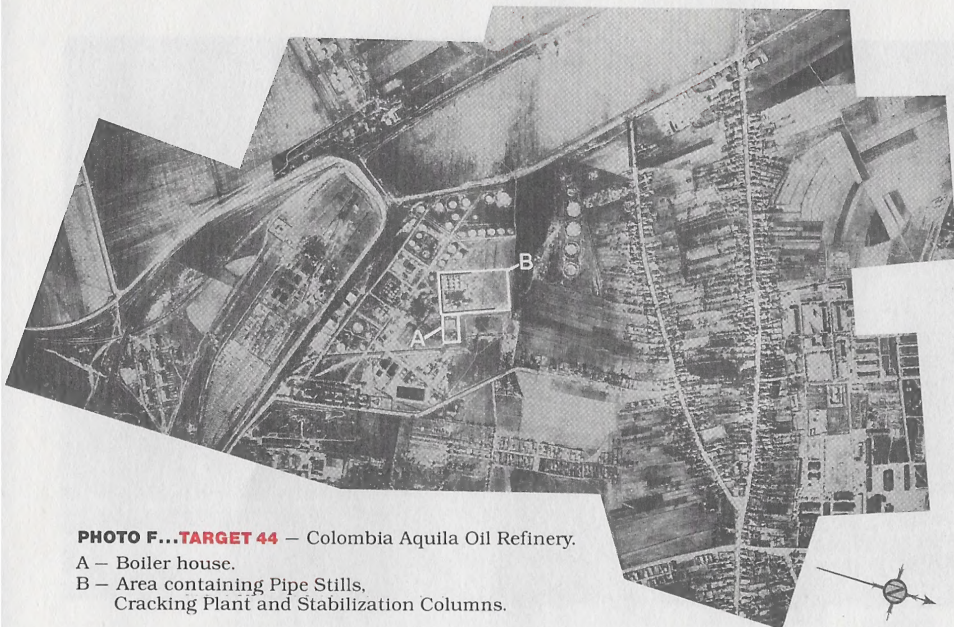 B
A
PHOTO F...TARGET 44 – Colombia Aquila Oil Refinery.
A – Boiler house.
B – Area containing Pipe Stills,
Cracking Plant and Stabilization Columns.
N